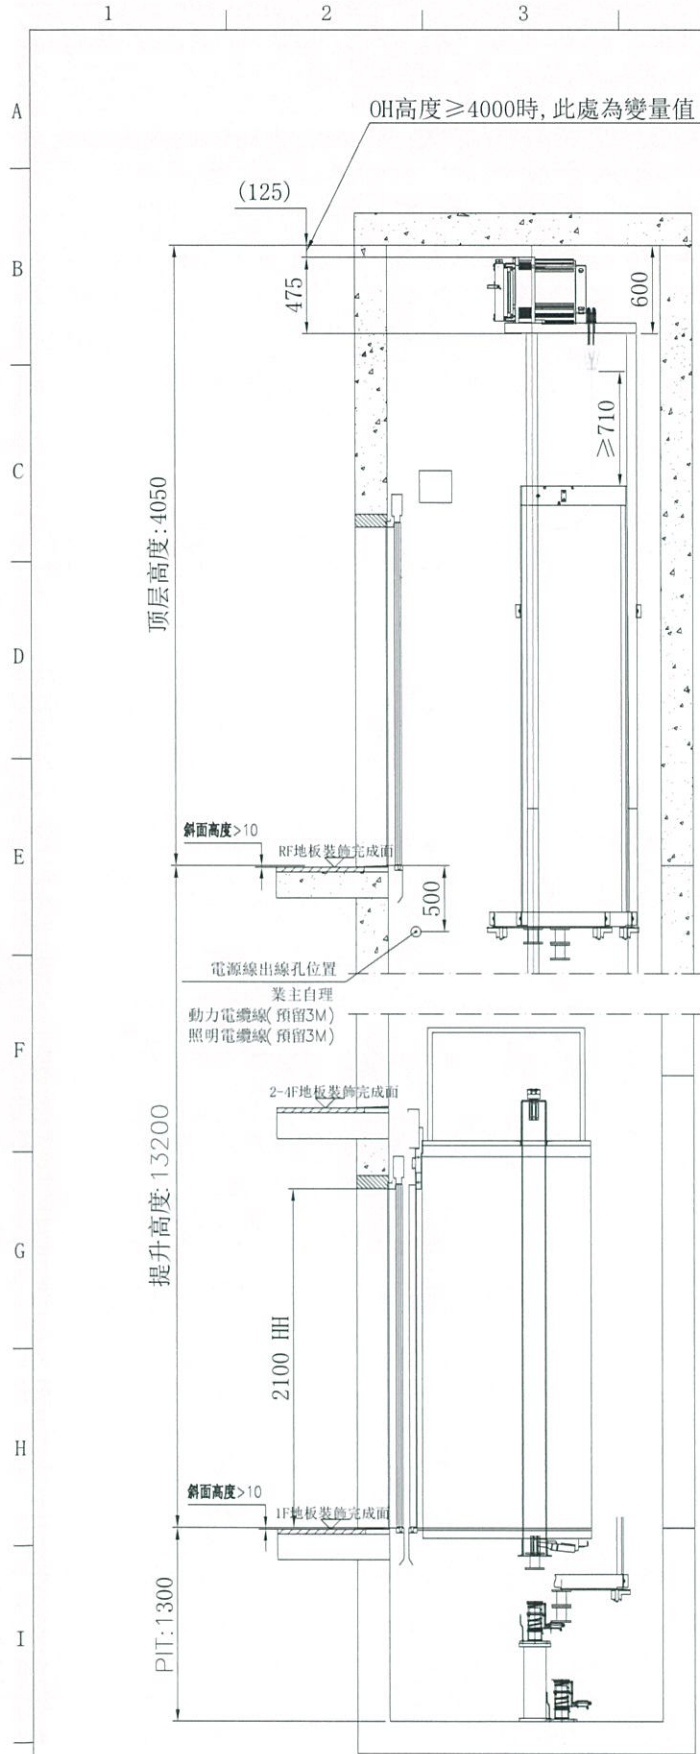 1 2 3
A
OH高度≥4000時,此處為變量值
(125)
B
475
600
≥710
C
顶层高度:4050
D
斜面高度>10
E
RF地板裝飾完成面
500
電源線出線孔位置
業主自理
動力電纜線(預留3M)
照明電纜線(預留3M)
F
2-4F地板裝飾完成面
提升高度:13200
G
2100 HH
H
斜面高度>10
1F地板裝飾完成面
PIT:1300
I